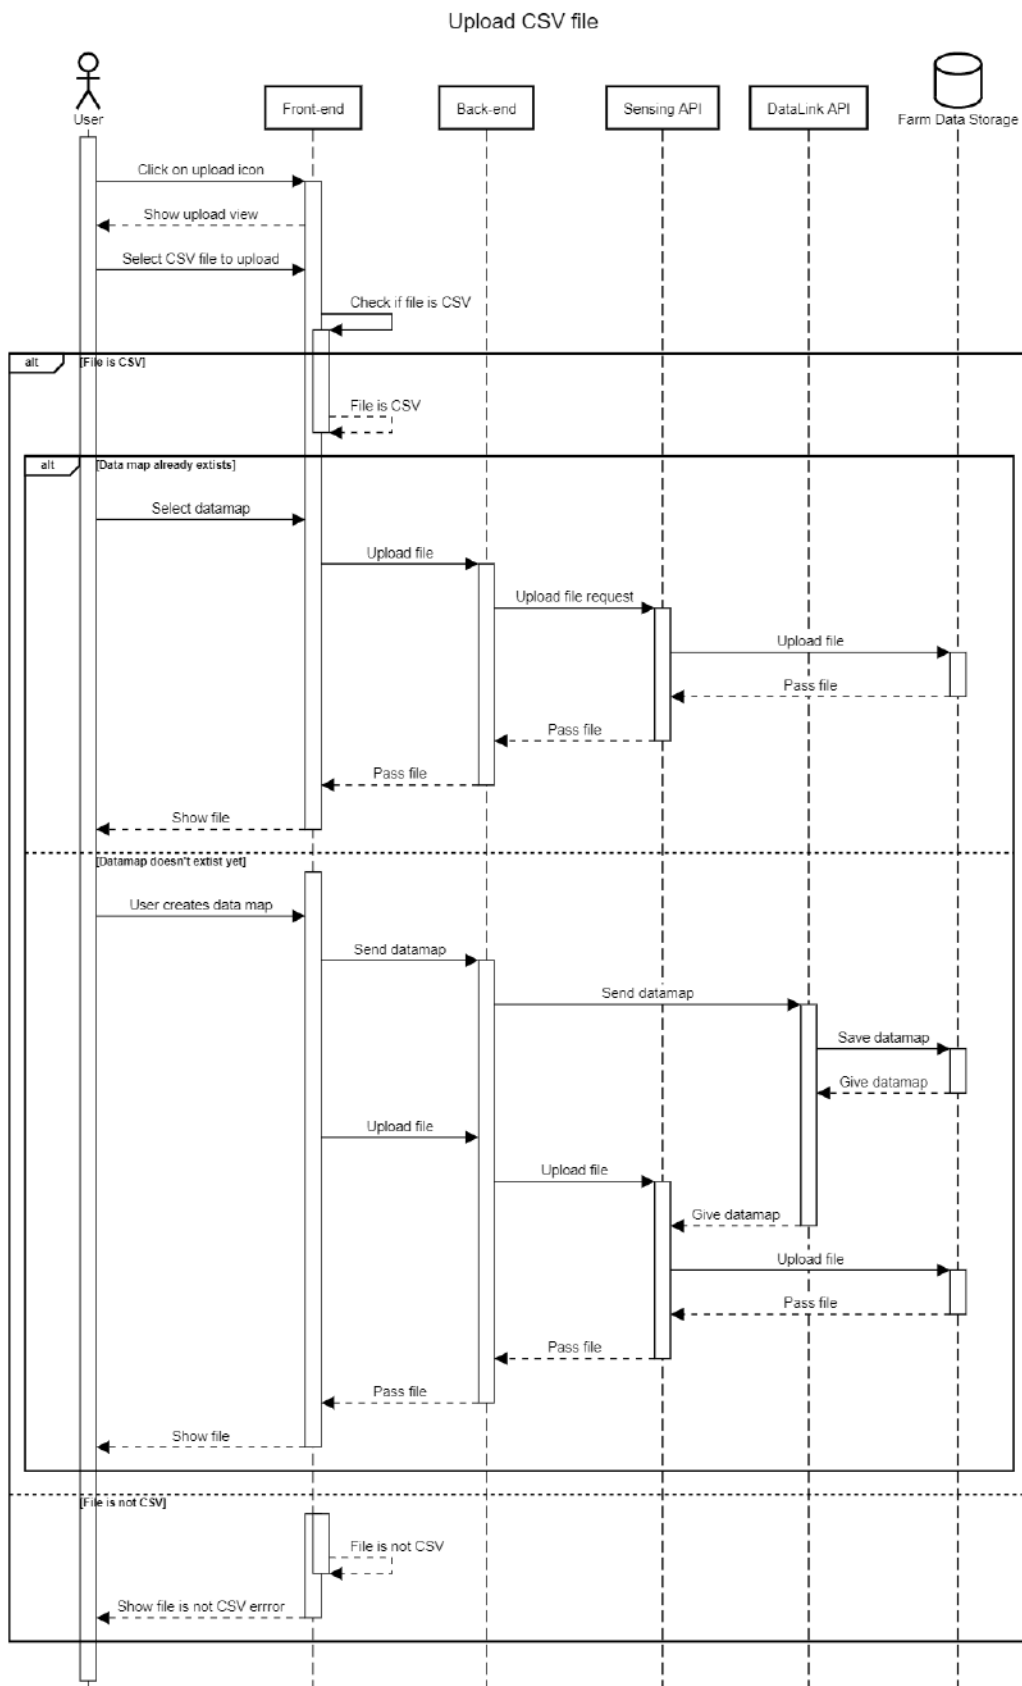 Upload CSV file
User
Front-end
Back-end
Sensing API
DataLink API
Farm Data Storage
Click on upload icon
Show upload view
Select CSV file to upload
Check if file is CSV
alt
[File is CSV]
File is CSV
alt
[Data map already extists]
Select datamap
Upload file
Upload file request
Upload file
Pass file
Pass file
Pass file
Show file
[Datamap doesn't extist yet]
User creates data map
Send datamap
Send datamap
Save datamap
Give datamap
Upload file
Upload file
Give datamap
Upload file
Pass file
Pass file
Pass file
Show file
[File is not CSV]
File is not CSV
Show file is not CSV errror